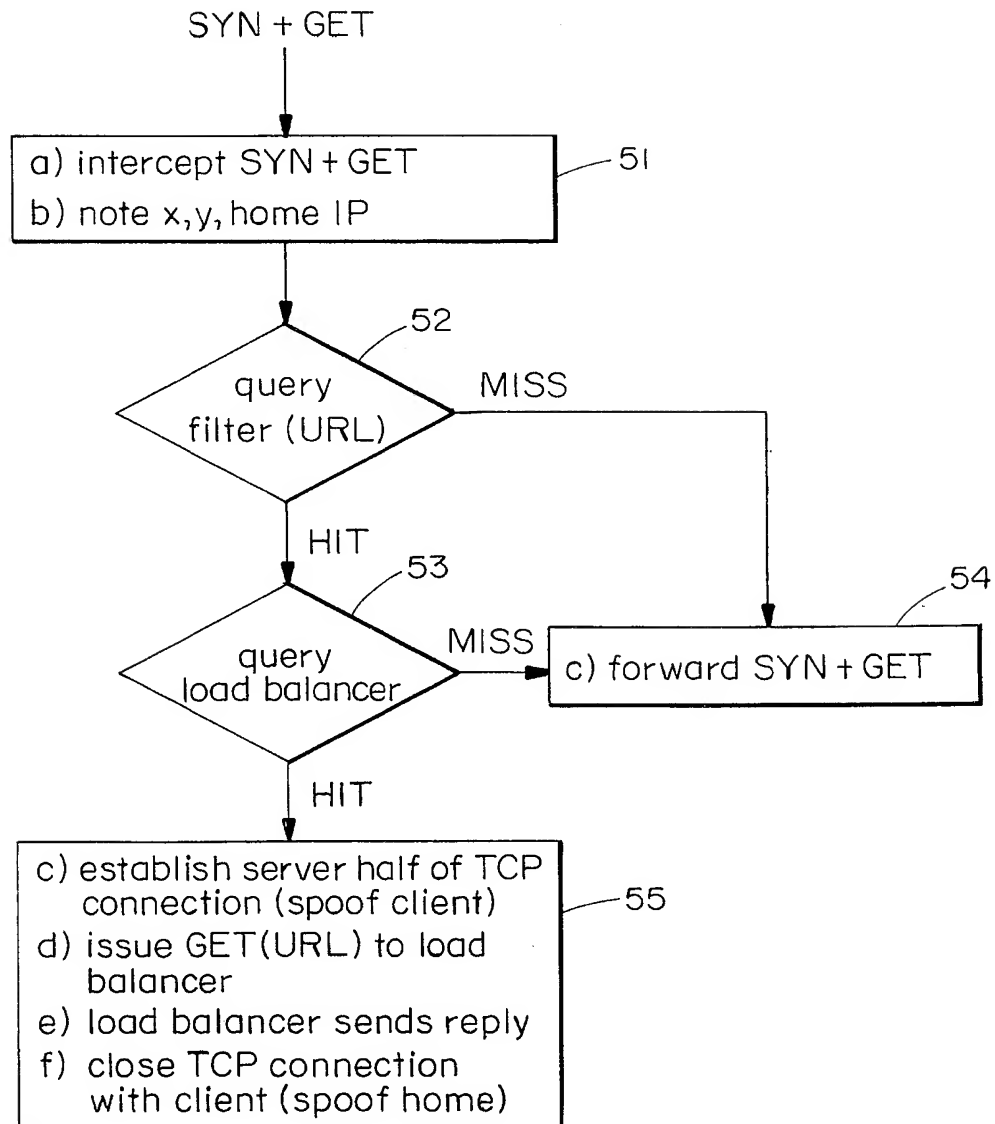 SYN + GET
a) intercept SYN + GET
b) note x,y, home IP
51
52
query
filter (URL)
MISS
HIT
53
54
query
load balancer
MISS
c) forward SYN + GET
HIT
c) establish server half of TCP
connection (spoof client)
d) issue GET(URL) to load
balancer
e) load balancer sends reply
f) close TCP connection
with client (spoof home)
55